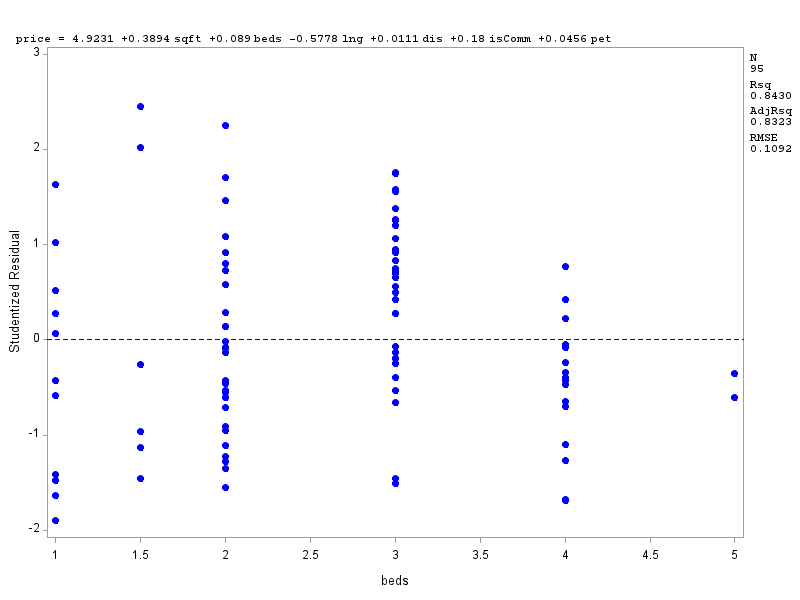 price = 4.9231 +0.3894 sqft +0.089 beds -0.5778 lng +0.0111 dis +0.18 isComm +0.0456 pet
3
2
1
0
-1
-2
Studentized Residual
1 1.5 2 2.5 3 3.5 4 4.5 5
beds
N
95
Rsq
0.8430
AdjRsq
0.8323
RMSE
0.1092